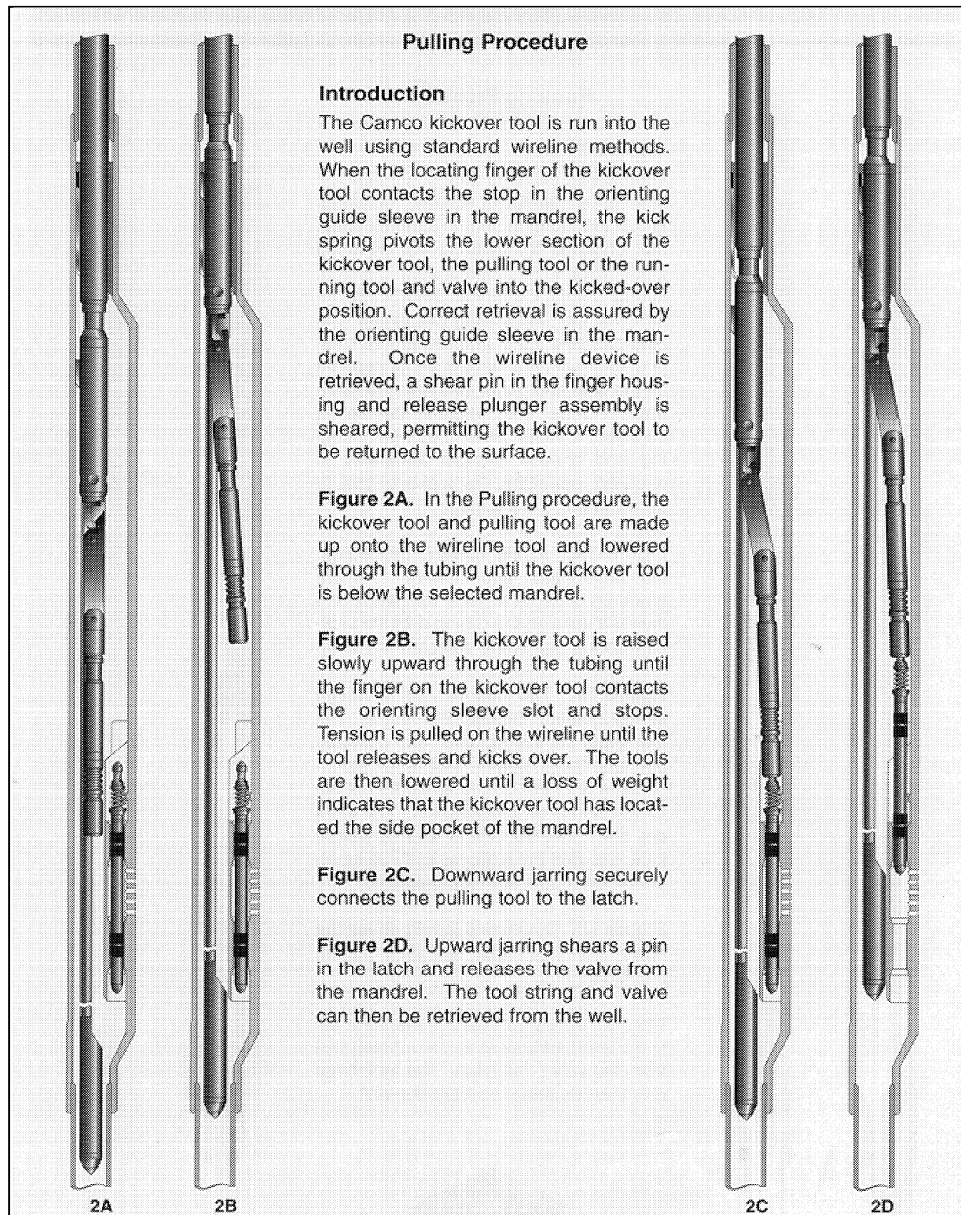 Pulling Procedure
Introduction
The Camco kickover tool is run into the
well using standard wireline methods.
When the locating finger of the kickover
tool contacts the stop in the orienting
guide sleeve in the mandrel, the kick
spring pivots the lower section of the
kickover tool, the pulling tool or the run-
ning tool and valve into the kicked-over
position. Correct retrieval is assured by
the orienting guide sleeve in the man-
drel. Once the wireline device is
retrieved, a shear pin in the finger hous-
ing and release plunger assembly is
sheared, permitting the kickover tool to
be returned to the surface.
Figure 2A. In the Pulling procedure, the
kickover tool and pulling tool are made
up onto the wireline tool and lowered
through the tubing until the kickover tool
is below the selected mandrel.
Figure 2B. The kickover tool is raised
slowly upward through the tubing until
the finger on the kickover tool contacts
the orienting sleeve slot and stops.
Tension is pulled on the wireline until the
tool releases and kicks over. The tools
are then lowered until a loss of weight
indicates that the kickover tool has locat-
ed the side pocket of the mandrel.
Figure 2C. Downward jarring securely
connects the pulling tool to the latch.
Figure 2D. Upward jarring shears a pin
in the latch and releases the valve from
the mandrel. The tool string and valve
can then be retrieved from the well.
2A 2B 2C 2D